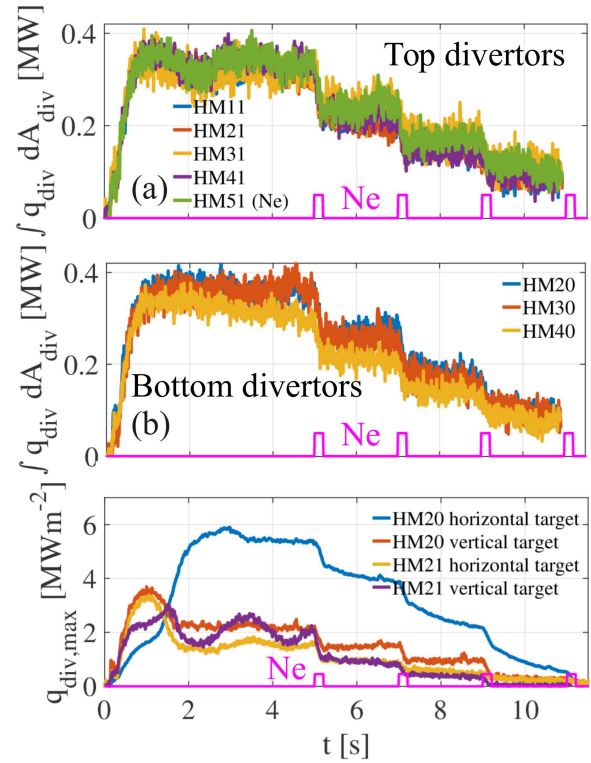 0.4
0.2
0
∫ q_div dA_div [MW]
Top divertors
HM11
HM21
HM31
HM41
HM51 (Ne)
(a)
Ne
0.4
0.2
0
∫ q_div dA_div [MW]
HM20
HM30
HM40
Bottom divertors
(b)
Ne
6
4
2
0
q_div,max [MWm⁻²]
HM20 horizontal target
HM20 vertical target
HM21 horizontal target
HM21 vertical target
Ne
0 2 4 6 8 10
t [s]